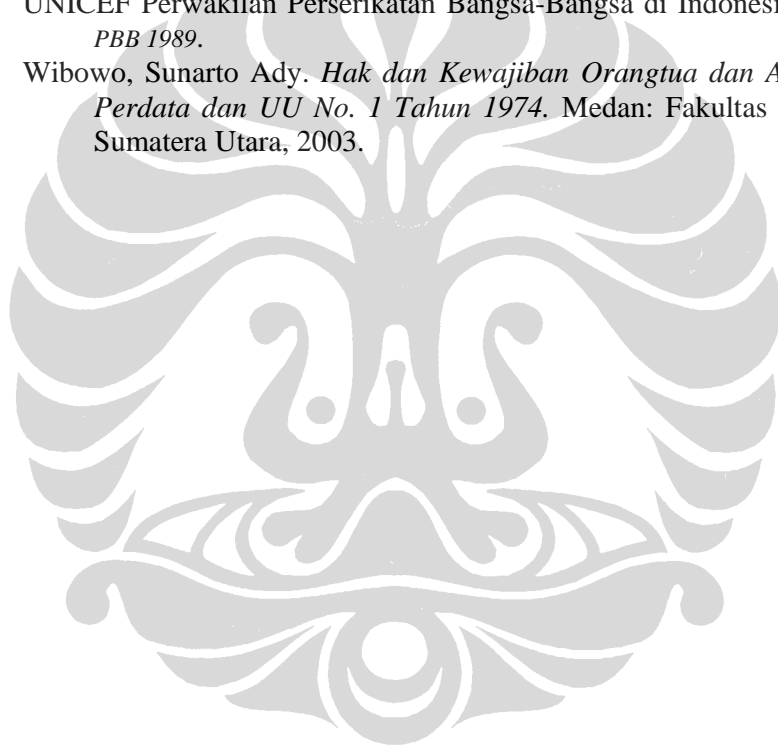 UNICEF Perwakilan Perserikatan Bangsa-Bangsa di Indonesi
PBB 1989.
Wibowo, Sunarto Ady. Hak dan Kewajiban Orangtua dan A
Perdata dan UU No. 1 Tahun 1974. Medan: Fakultas
Sumatera Utara, 2003.